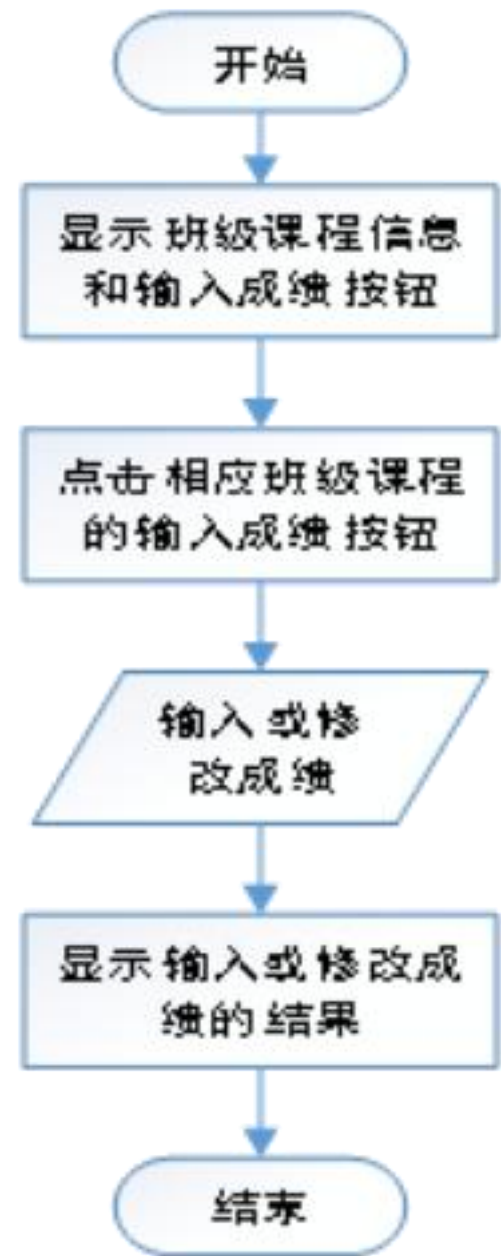 开始
显示班级课程信息
和输入成绩按钮
点击相应班级课程
的输入成绩按钮
输入或修
改成绩
显示输入或修改成
绩的结果
结束